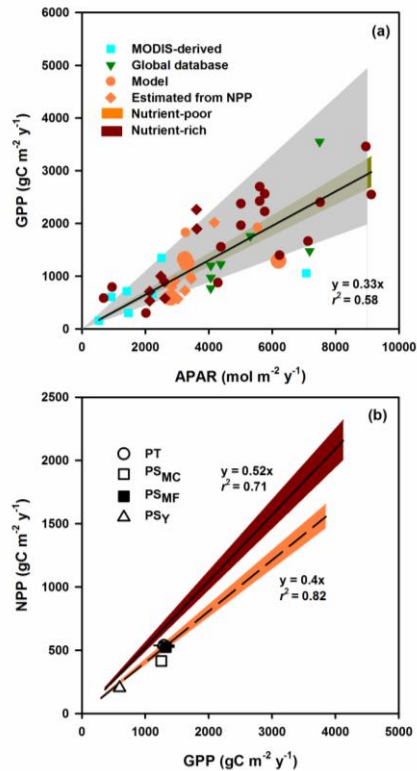 (a)
MODIS-derived
Global database
Model
Estimated from NPP
Nutrient-poor
Nutrient-rich
6000
5000
4000
3000
2000
1000
0
GPP (gC m⁻² y⁻¹)
y = 0.33x
r² = 0.58
0 2000 4000 6000 8000 10000
APAR (mol m⁻² y⁻¹)
(b)
2500
2000
1500
1000
500
0
NPP (gC m⁻² y⁻¹)
PT
PS_MC
PS_MF
PS_Y
y = 0.52x
r² = 0.71
y = 0.4x
r² = 0.82
0 1000 2000 3000 4000 5000
GPP (gC m⁻² y⁻¹)